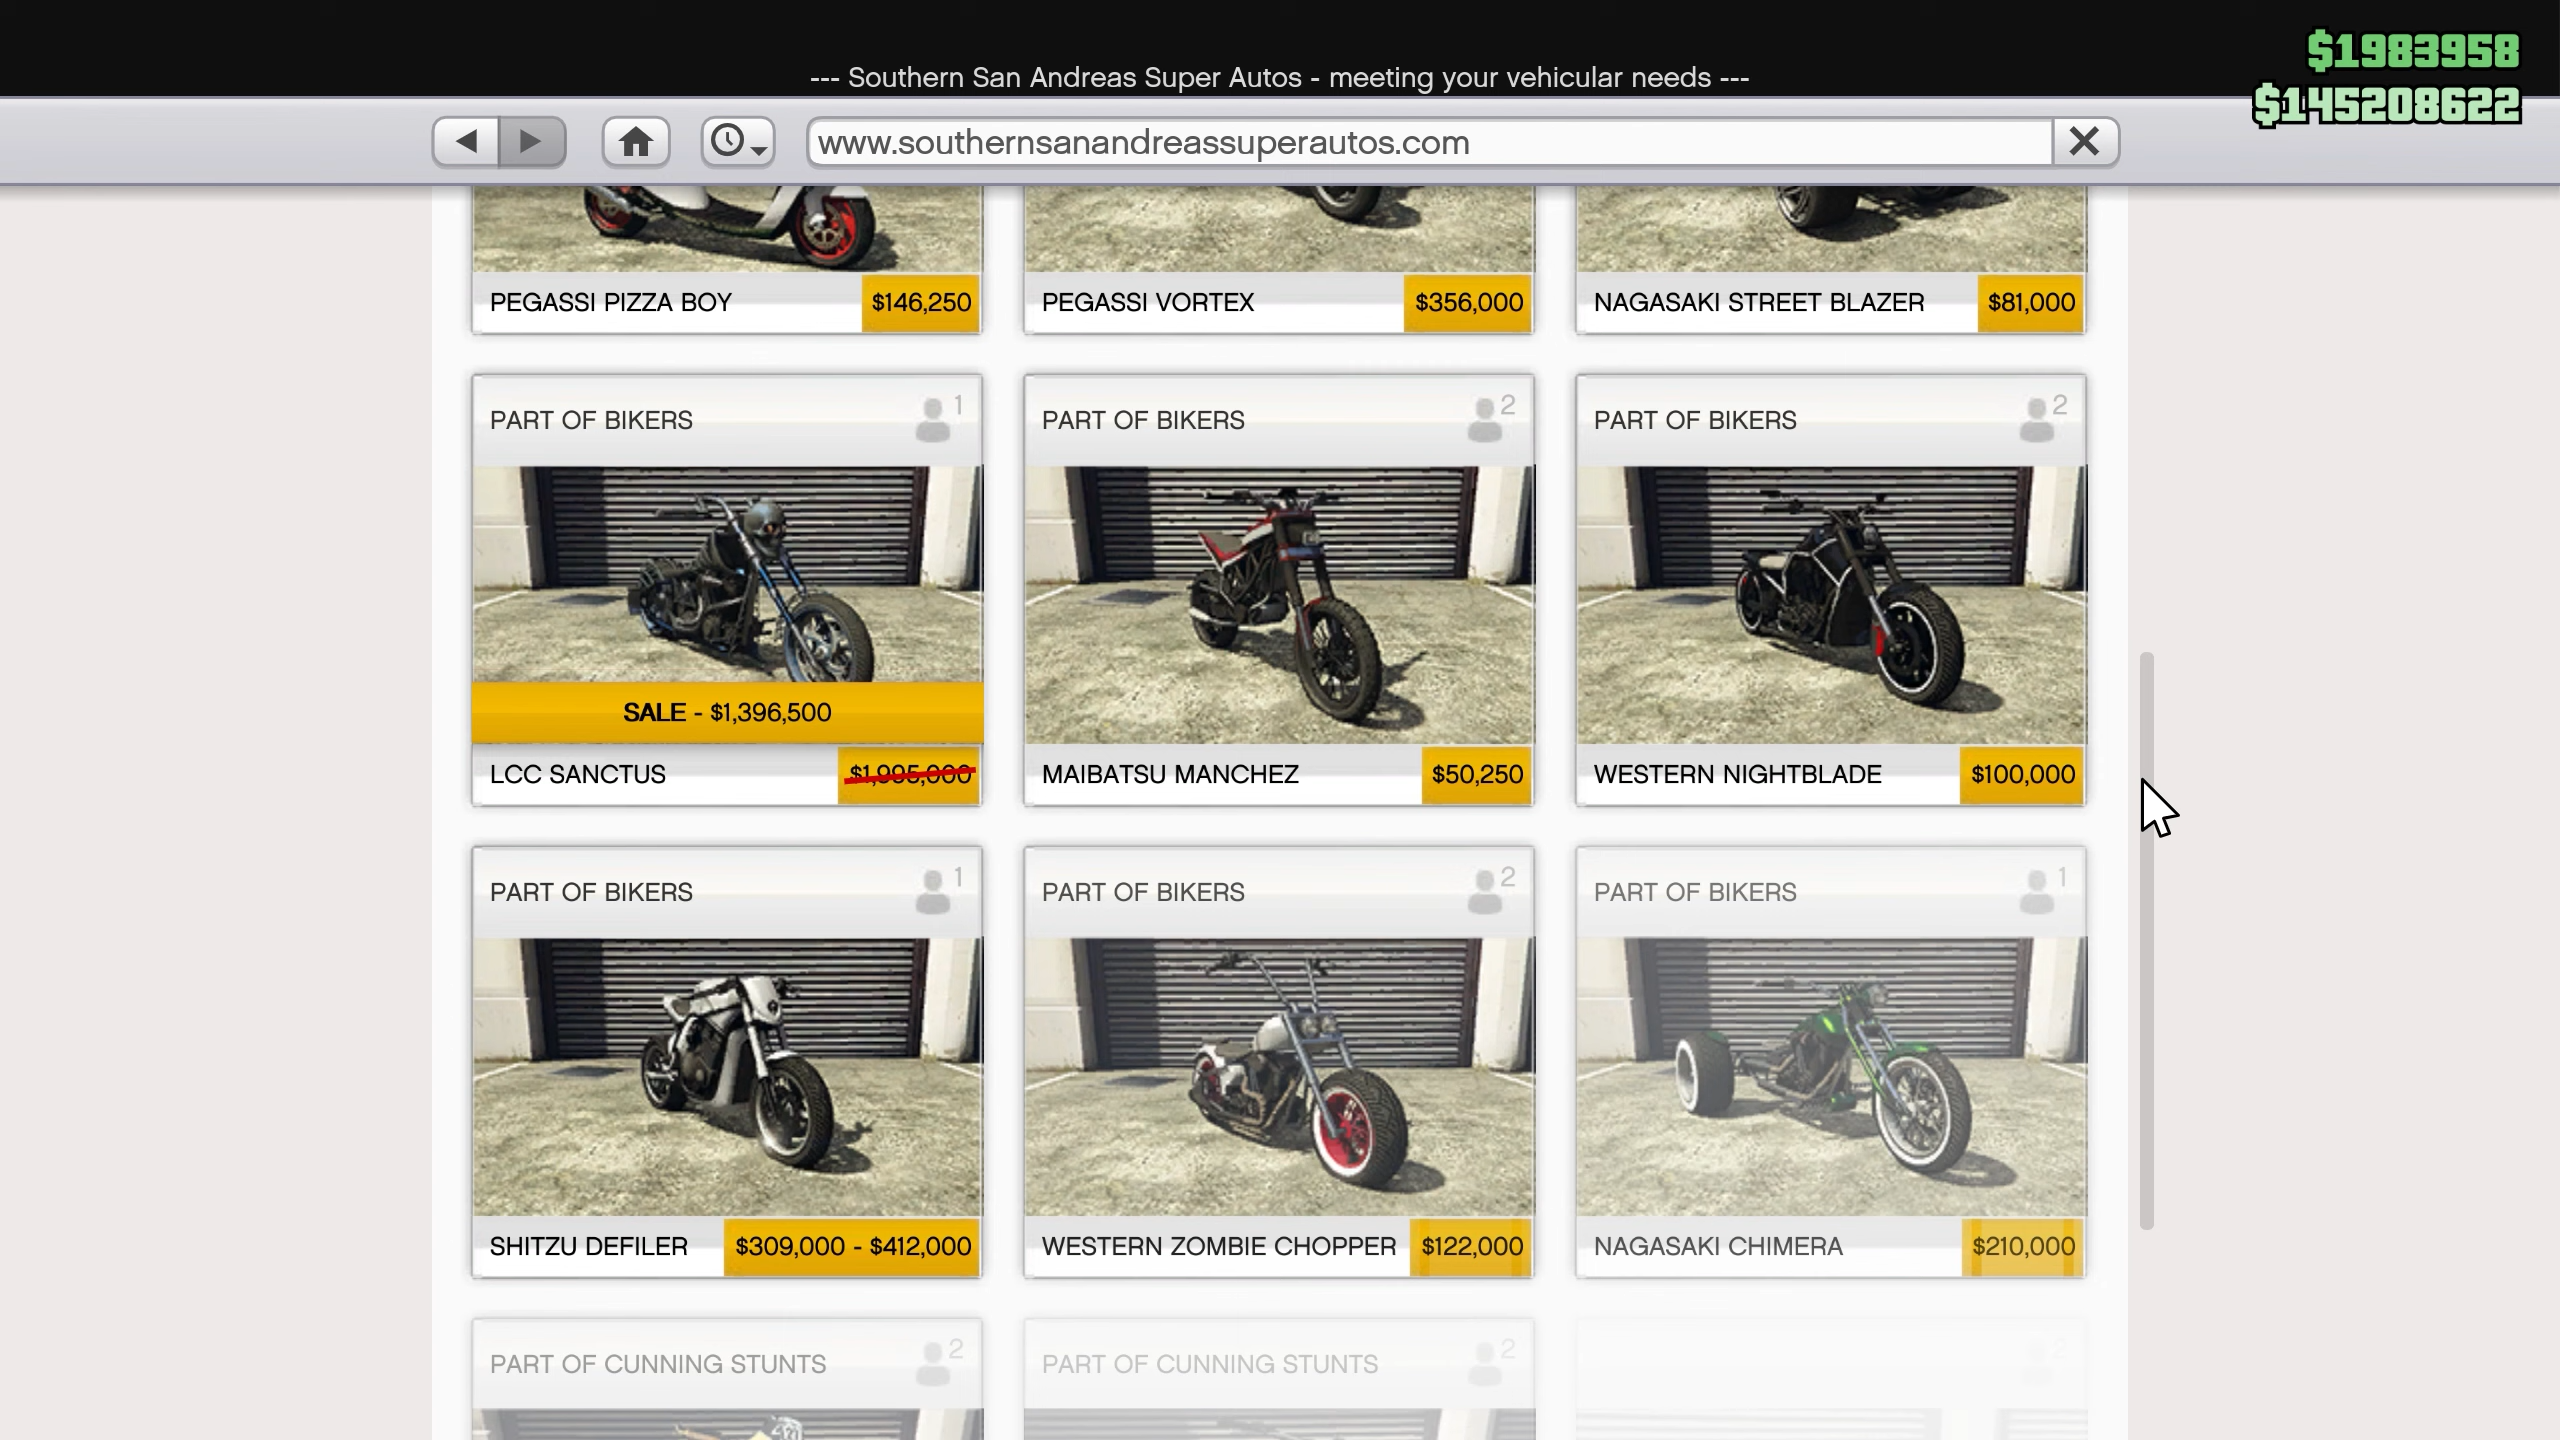 $1983958
--- Southern San Andreas Super Autos - meeting your vehicular needs ---
$145208622
www.southernsanandreassuperautos.com
PEGASSI PIZZA BOY $146,250
PEGASSI VORTEX $356,000
NAGASAKI STREET BLAZER $81,000
PART OF BIKERS 1
PART OF BIKERS 2
PART OF BIKERS 2
SALE - $1,396,500
LCC SANCTUS $1,995,000
MAIBATSU MANCHEZ $50,250
WESTERN NIGHTBLADE $100,000
PART OF BIKERS 1
PART OF BIKERS 2
PART OF BIKERS 1
SHITZU DEFILER $309,000 - $412,000
WESTERN ZOMBIE CHOPPER $122,000
NAGASAKI CHIMERA $210,000
PART OF CUNNING STUNTS 2
PART OF CUNNING STUNTS 2
2